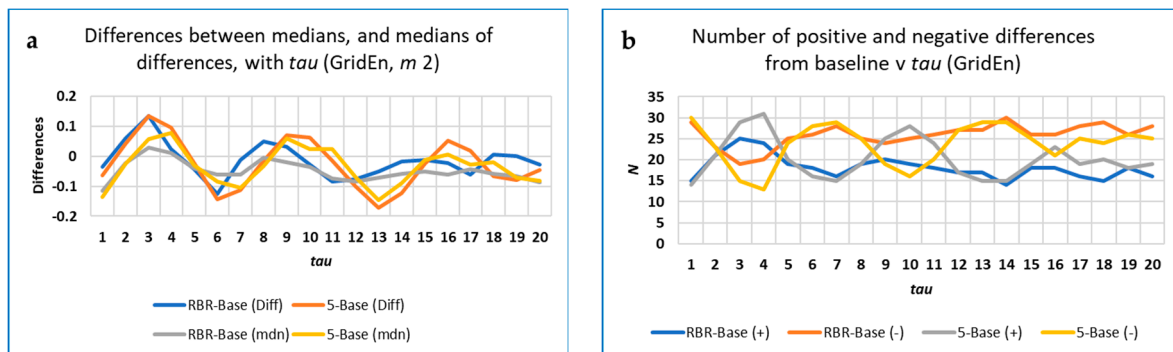 a
Differences between medians, and medians of
differences, with tau (GridEn, m 2)
Differences
0.2
0.1
0
-0.1
-0.2
1 2 3 4 5 6 7 8 9 10 11 12 13 14 15 16 17 18 19 20
tau
RBR-Base (Diff) 5-Base (Diff)
RBR-Base (mdn) 5-Base (mdn)
b
Number of positive and negative differences
from baseline v tau (GridEn)
N
35
30
25
20
15
10
5
0
1 2 3 4 5 6 7 8 9 10 11 12 13 14 15 16 17 18 19 20
tau
RBR-Base (+) RBR-Base (-) 5-Base (+) 5-Base (-)